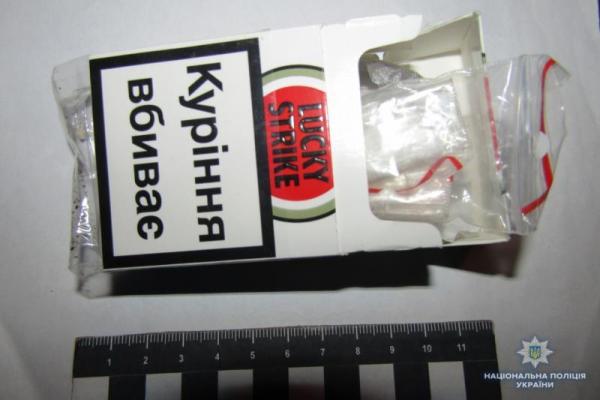 Куріння
вбиває
LUCKY
STRIKE
1 2 3 4 5 6 7 8 9 10 11
НАЦІОНАЛЬНА ПОЛІЦІЯ
УКРАЇНИ